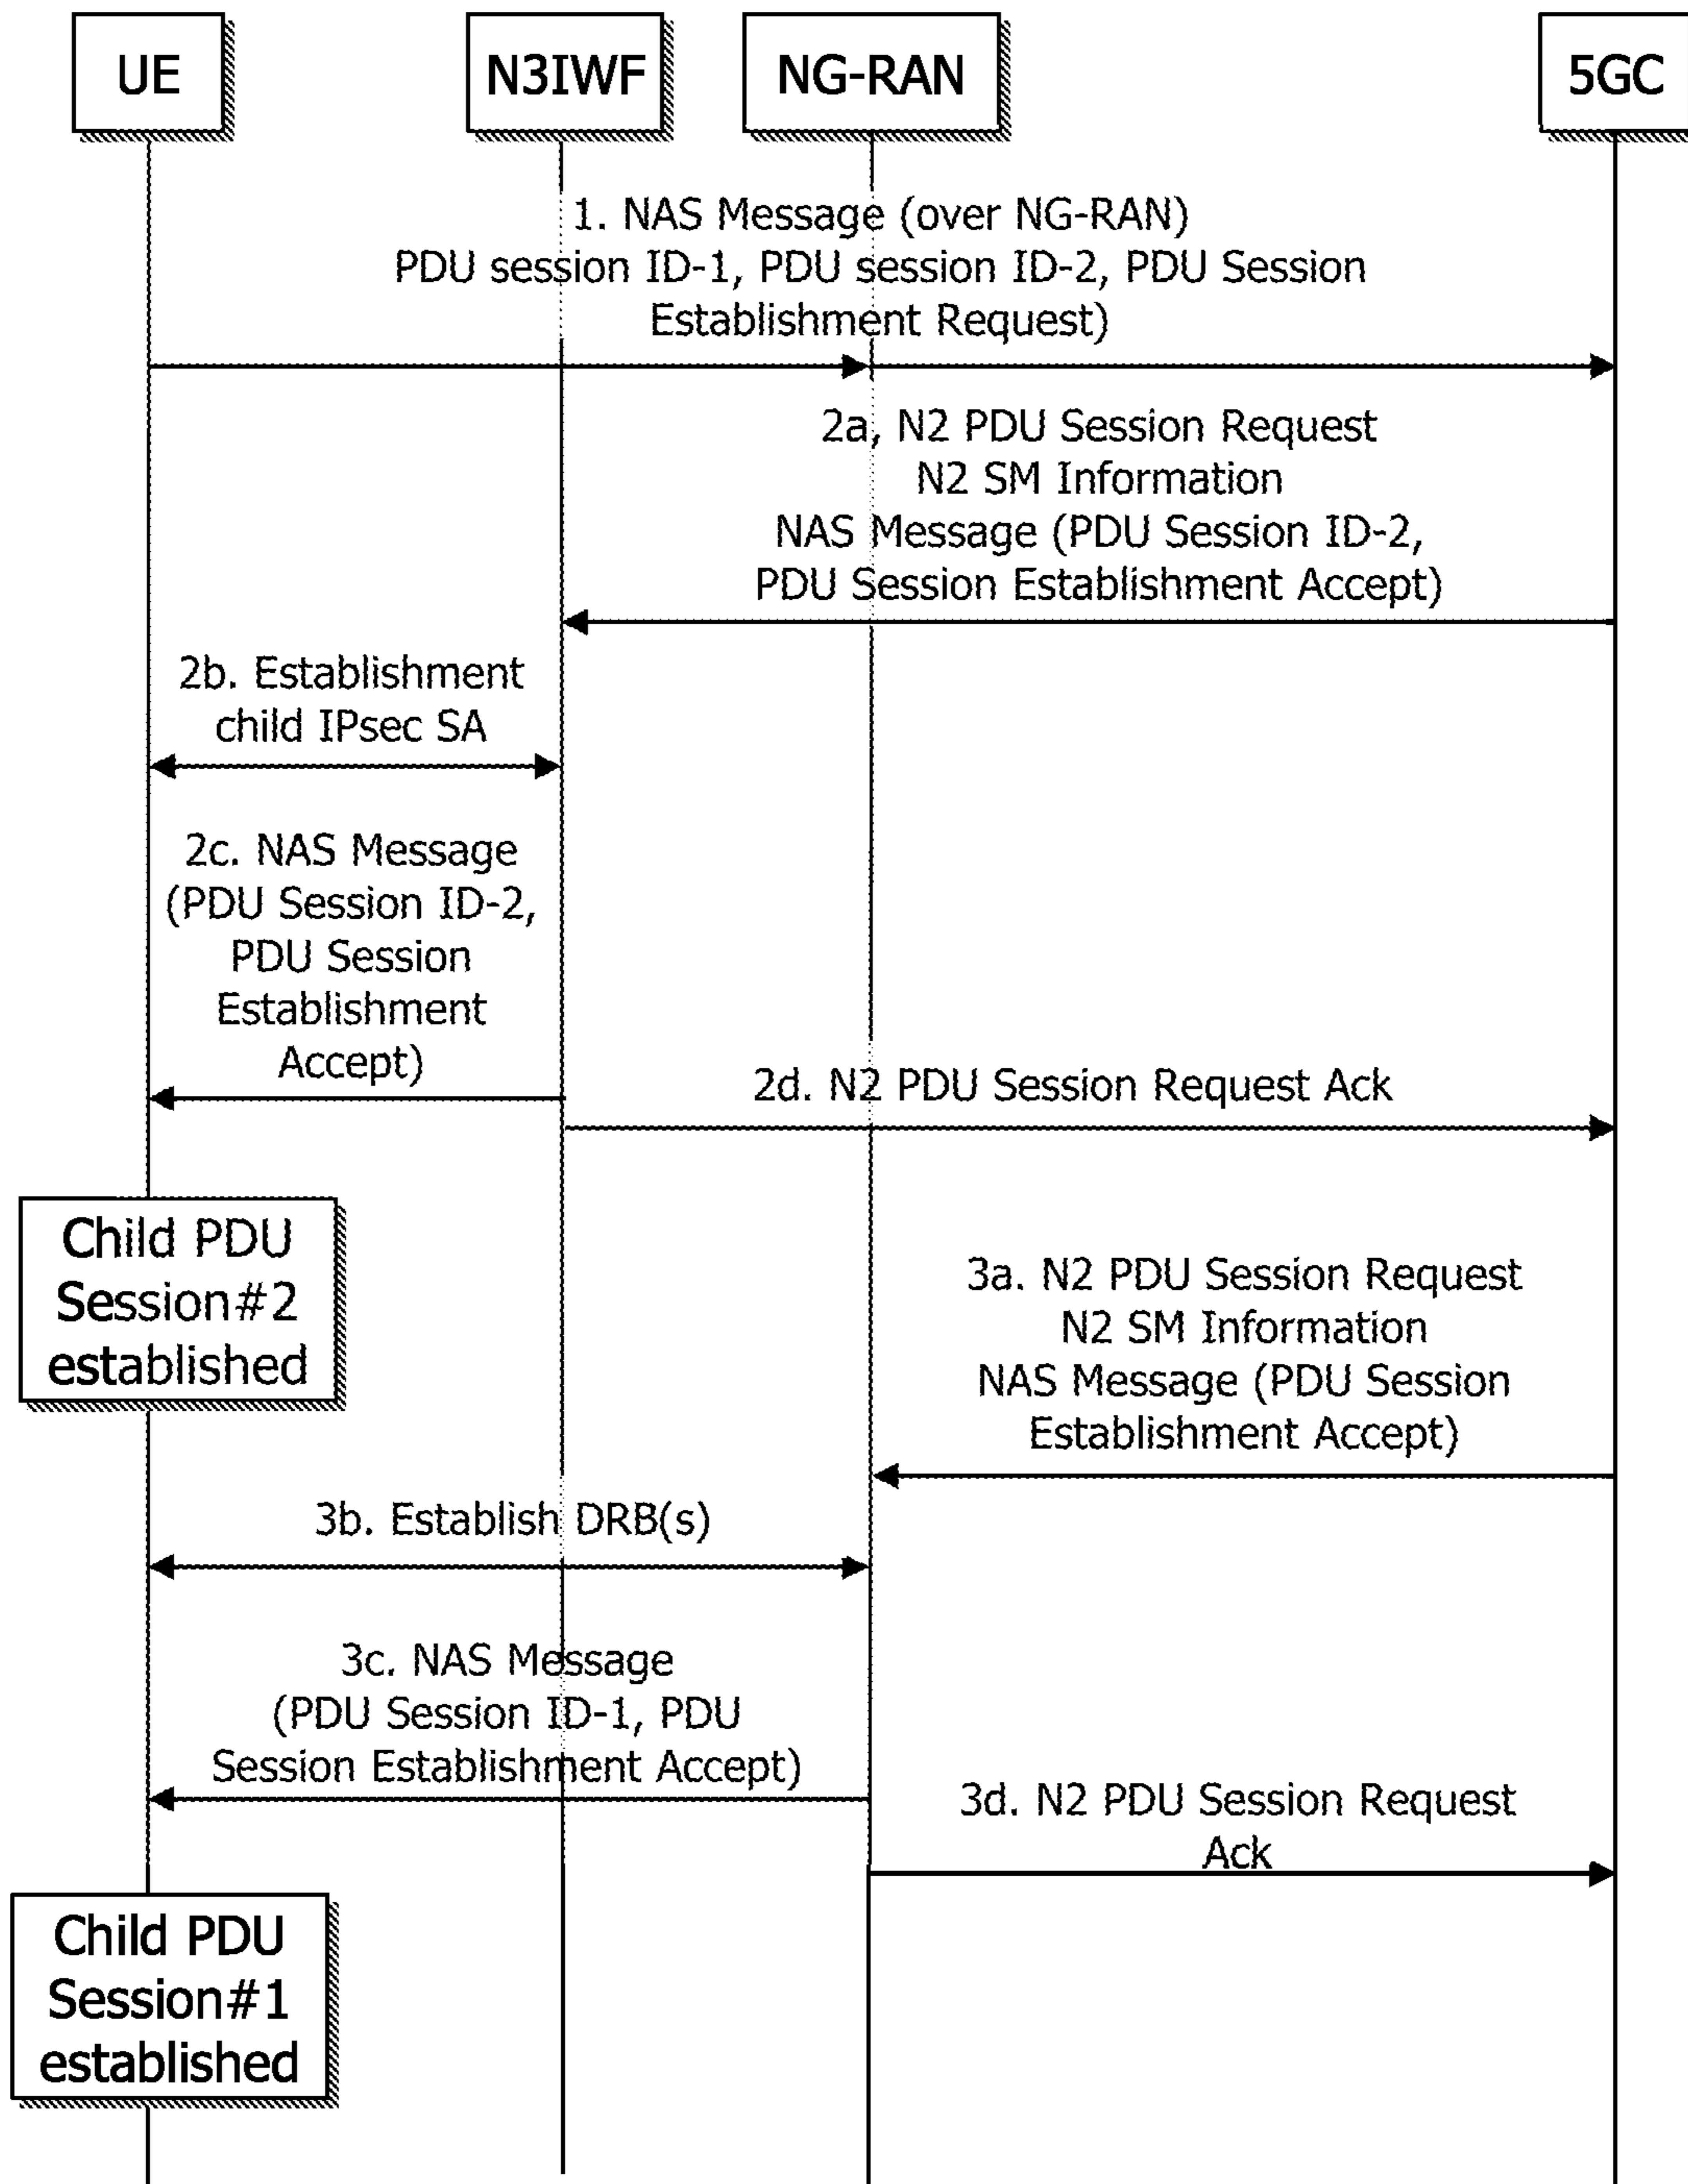 UE
N3IWF
NG-RAN
5GC
1. NAS Message (over NG-RAN)
PDU session ID-1, PDU session ID-2, PDU Session
Establishment Request)
2a, N2 PDU Session Request
N2 SM Information
NAS Message (PDU Session ID-2,
PDU Session Establishment Accept)
2b. Establishment
child IPsec SA
2c. NAS Message
(PDU Session ID-2,
PDU Session
Establishment
Accept)
2d. N2 PDU Session Request Ack
Child PDU
Session#2
established
3a. N2 PDU Session Request
N2 SM Information
NAS Message (PDU Session
Establishment Accept)
3b. Establish DRB(s)
3c. NAS Message
(PDU Session ID-1, PDU
Session Establishment Accept)
3d. N2 PDU Session Request
Ack
Child PDU
Session#1
established